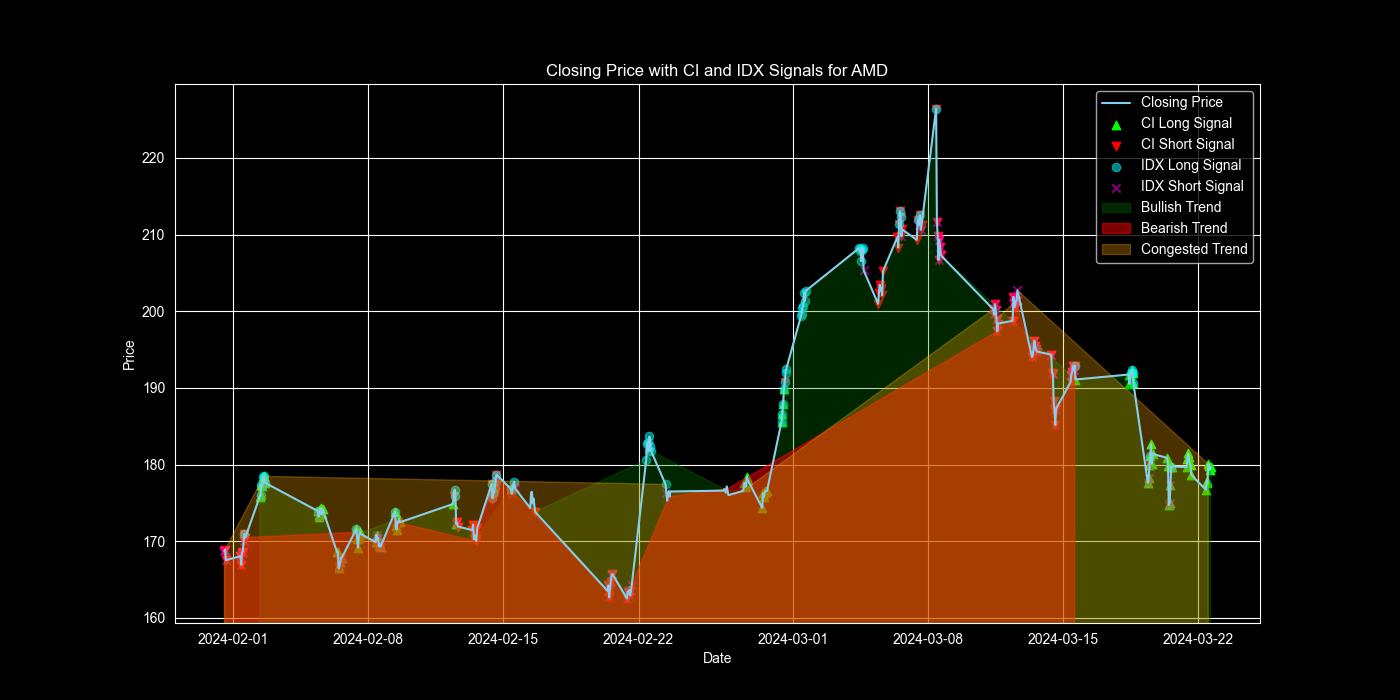 Closing Price with CI and IDX Signals for AMD
Closing Price
CI Long Signal
CI Short Signal
IDX Long Signal
IDX Short Signal
Bullish Trend
Bearish Trend
Congested Trend
Price
220
210
200
190
180
170
160
2024-02-01
2024-02-08
2024-02-15
2024-02-22
2024-03-01
2024-03-08
2024-03-15
2024-03-22
Date